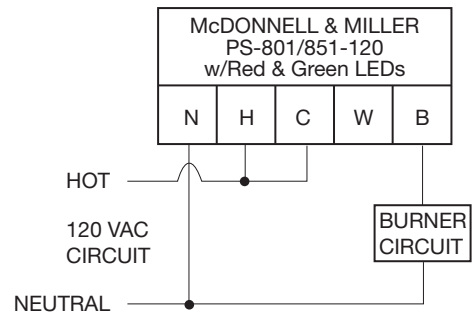 McDONNELL & MILLER
PS-801/851-120
w/Red & Green LEDs
N H C W B
HOT
120 VAC
CIRCUIT
BURNER
CIRCUIT
NEUTRAL